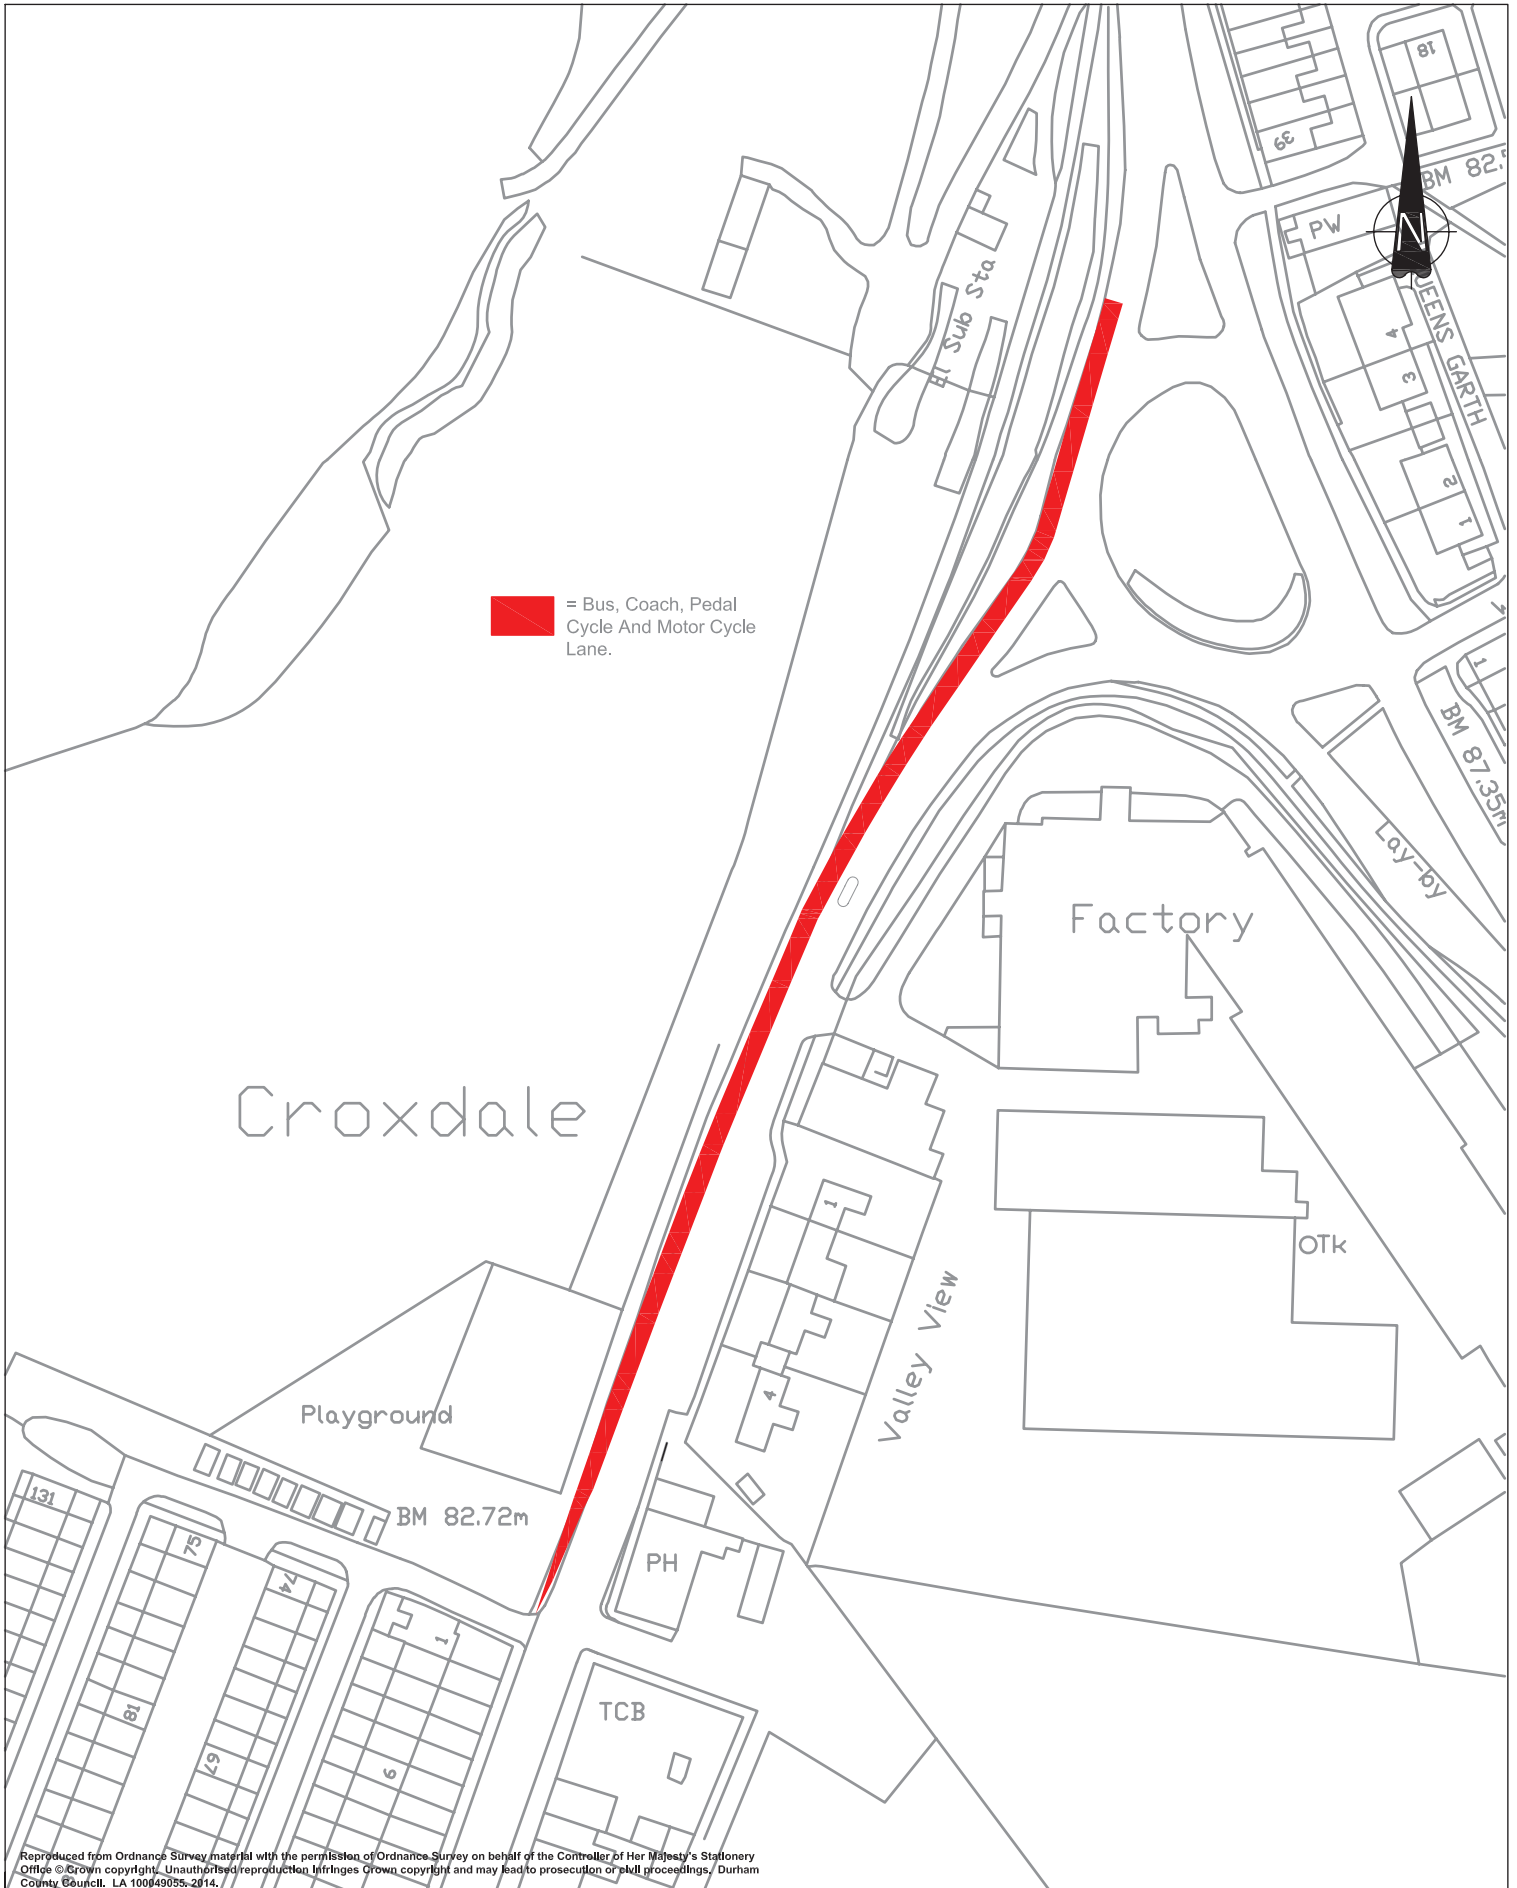 18
39
BM 82.
PW
N
El Sub Sta
QUEENS GARTH
4
3
2
1
= Bus, Coach, Pedal
Cycle And Motor Cycle
Lane.
1
BM 87.35m
Lay-by
Factory
Croxdale
1
OTk
Valley View
4
Playground
131
BM 82.72m
75
74
PH
1
TCB
81
67
6
Reproduced from Ordnance Survey material with the permission of Ordnance Survey on behalf of the Controller of Her Majesty's Stationery
Office © Crown copyright. Unauthorised reproduction infringes Crown copyright and may lead to prosecution or civil proceedings. Durham
County Council. LA 100049055. 2014.